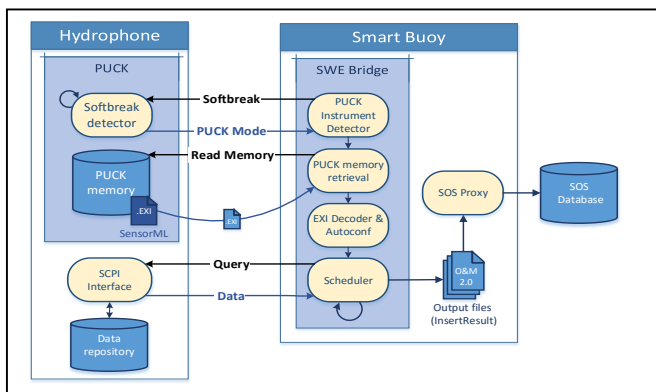 Hydrophone
Smart Buoy
PUCK
SWE Bridge
Softbreak
detector
Softbreak
PUCK Mode
PUCK
Instrument
Detector
Read Memory
PUCK
memory
.EXI
SensorML
.EXI
PUCK memory
retrieval
EXI Decoder &
Autoconf
SOS Proxy
SOS
Database
SCPI
Interface
Query
Data
Scheduler
O&M
2.0
Output files
(InsertResult)
Data
repository